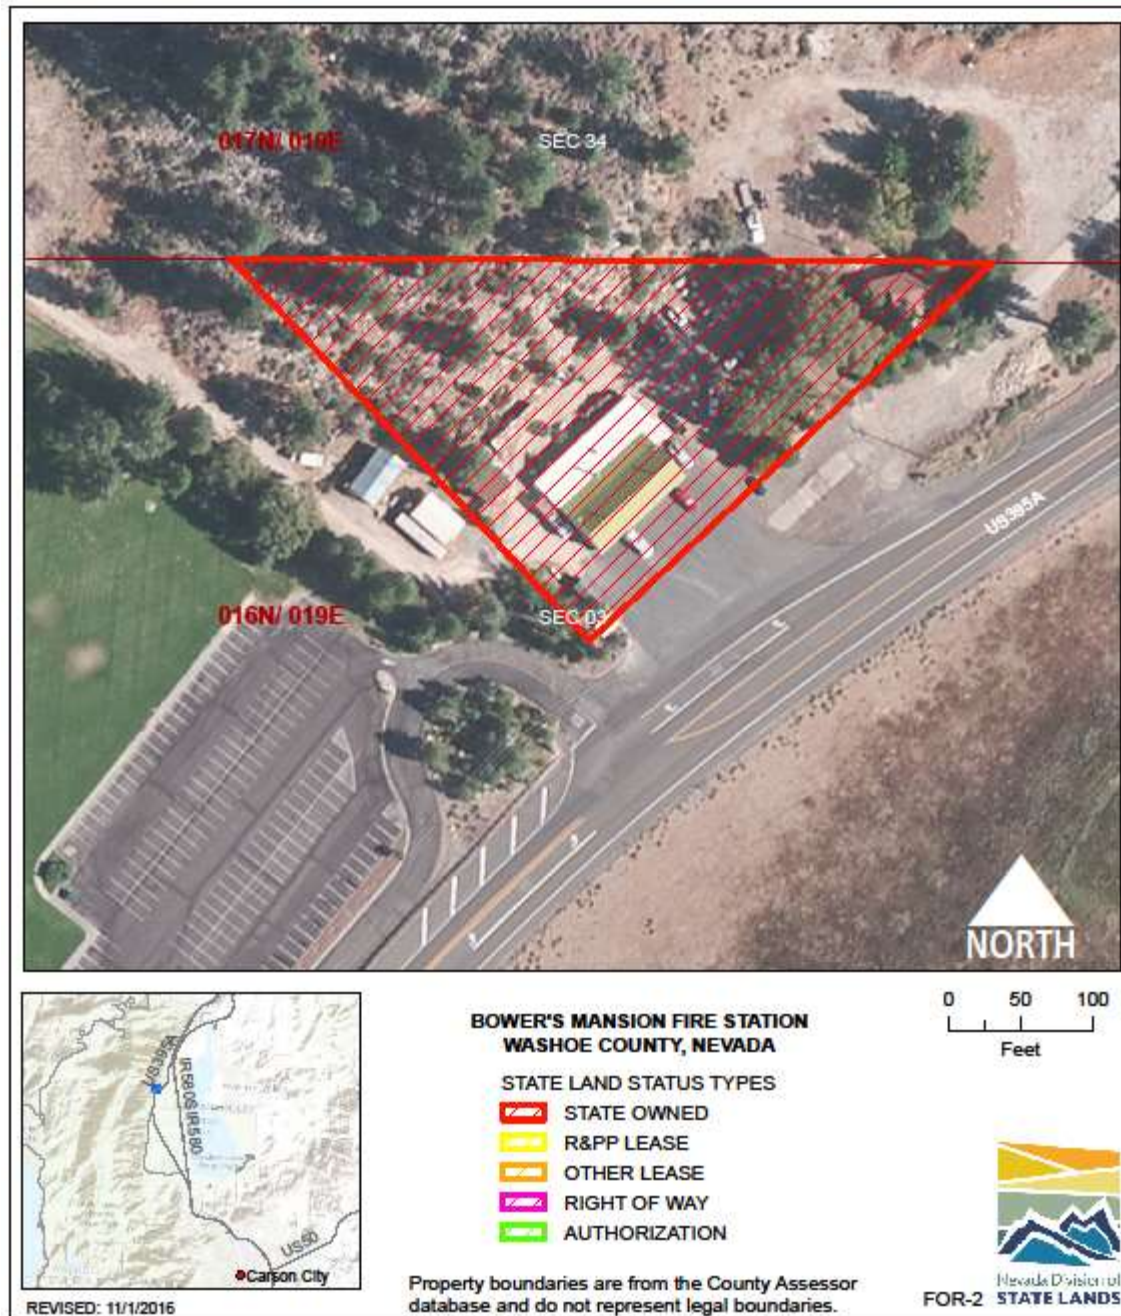 017N/ 019E
SEC 34
US395A
016N/ 019E
SEC 03
NORTH
US395A
IR580S
IR580
US50
Carson City
REVISED: 11/1/2016
BOWER'S MANSION FIRE STATION
WASHOE COUNTY, NEVADA
STATE LAND STATUS TYPES
STATE OWNED
R&PP LEASE
OTHER LEASE
RIGHT OF WAY
AUTHORIZATION
Property boundaries are from the County Assessor
database and do not represent legal boundaries.
0 50 100
Feet
Nevada Division of
FOR-2 STATE LANDS